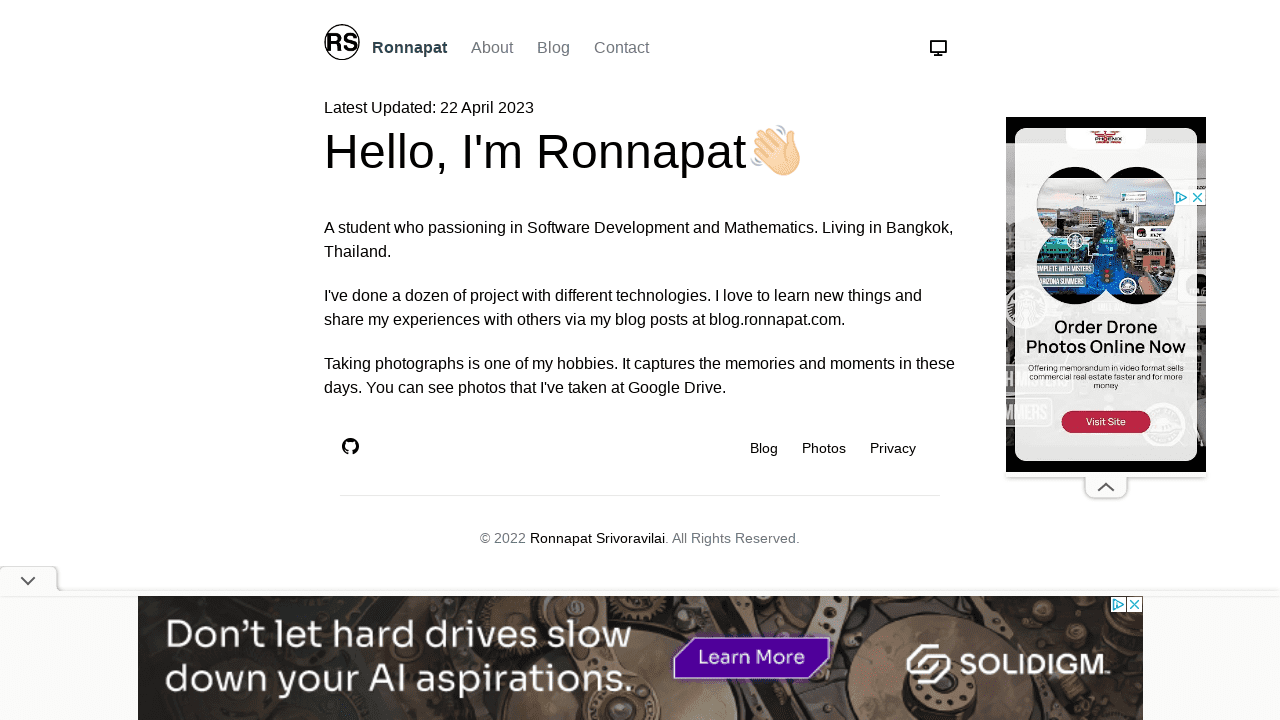 RS Ronnapat About Blog Contact
Latest Updated: 22 April 2023
Hello, I'm Ronnapat👋🏻
A student who passioning in Software Development and Mathematics. Living in Bangkok,
Thailand.
I've done a dozen of project with different technologies. I love to learn new things and
share my experiences with others via my blog posts at blog.ronnapat.com.
Taking photographs is one of my hobbies. It captures the memories and moments in these
days. You can see photos that I've taken at Google Drive.
Blog Photos Privacy
© 2022 Ronnapat Srivoravilai. All Rights Reserved.
PHOENIX
COMPLETE WITH MISTERS
ARIZONA SUMMERS
Order Drone
Photos Online Now
Offering memorandum in video format sells
commercial real estate faster and for more
money
Visit Site
Don't let hard drives slow
down your AI aspirations.
Learn More
SOLIDIGM